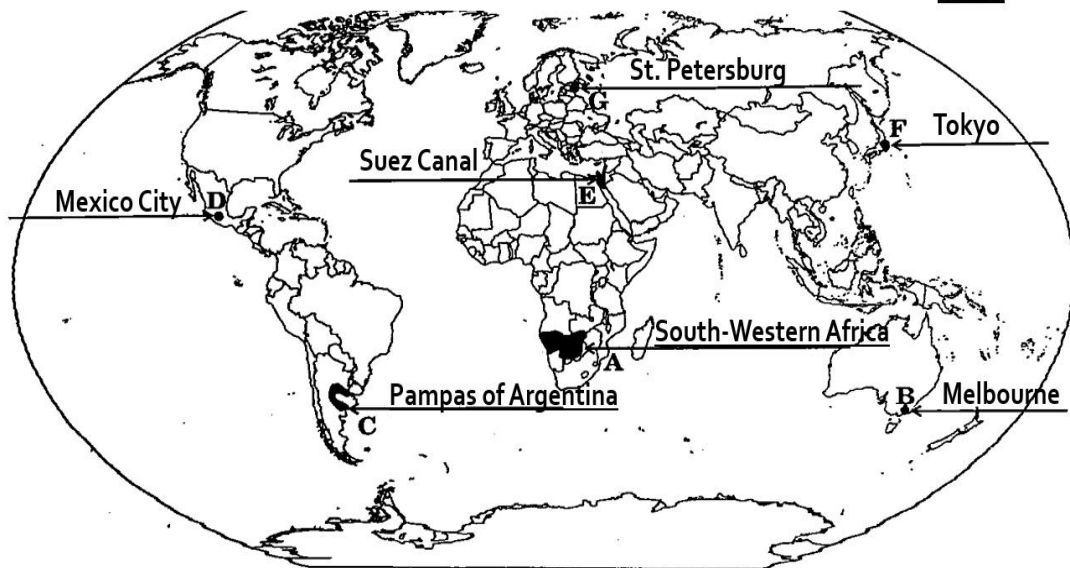 St. Petersburg
G
F
Tokyo
Suez Canal
E
Mexico City
D
South-Western Africa
A
Pampas of Argentina
C
B
Melbourne